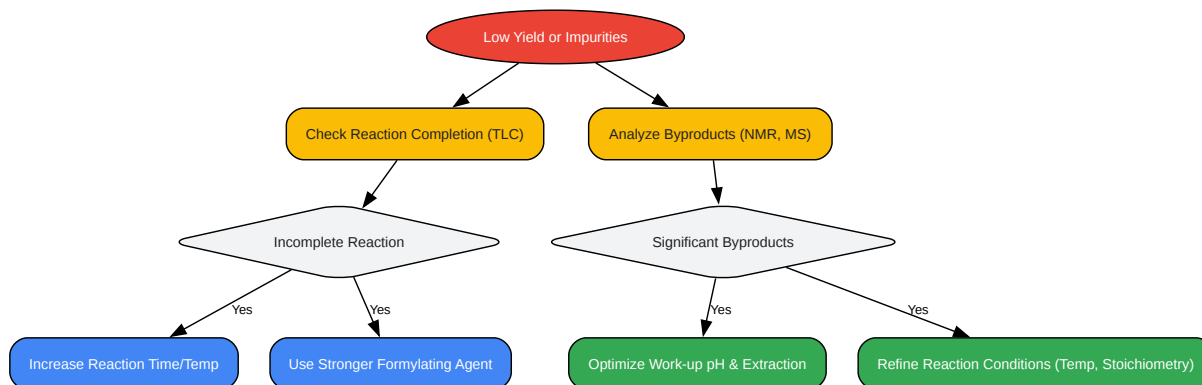 Low Yield or Impurities
Check Reaction Completion (TLC)
Analyze Byproducts (NMR, MS)
Incomplete Reaction
Significant Byproducts
Yes
Yes
Yes
Yes
Increase Reaction Time/Temp
Use Stronger Formylating Agent
Optimize Work-up pH & Extraction
Refine Reaction Conditions (Temp, Stoichiometry)